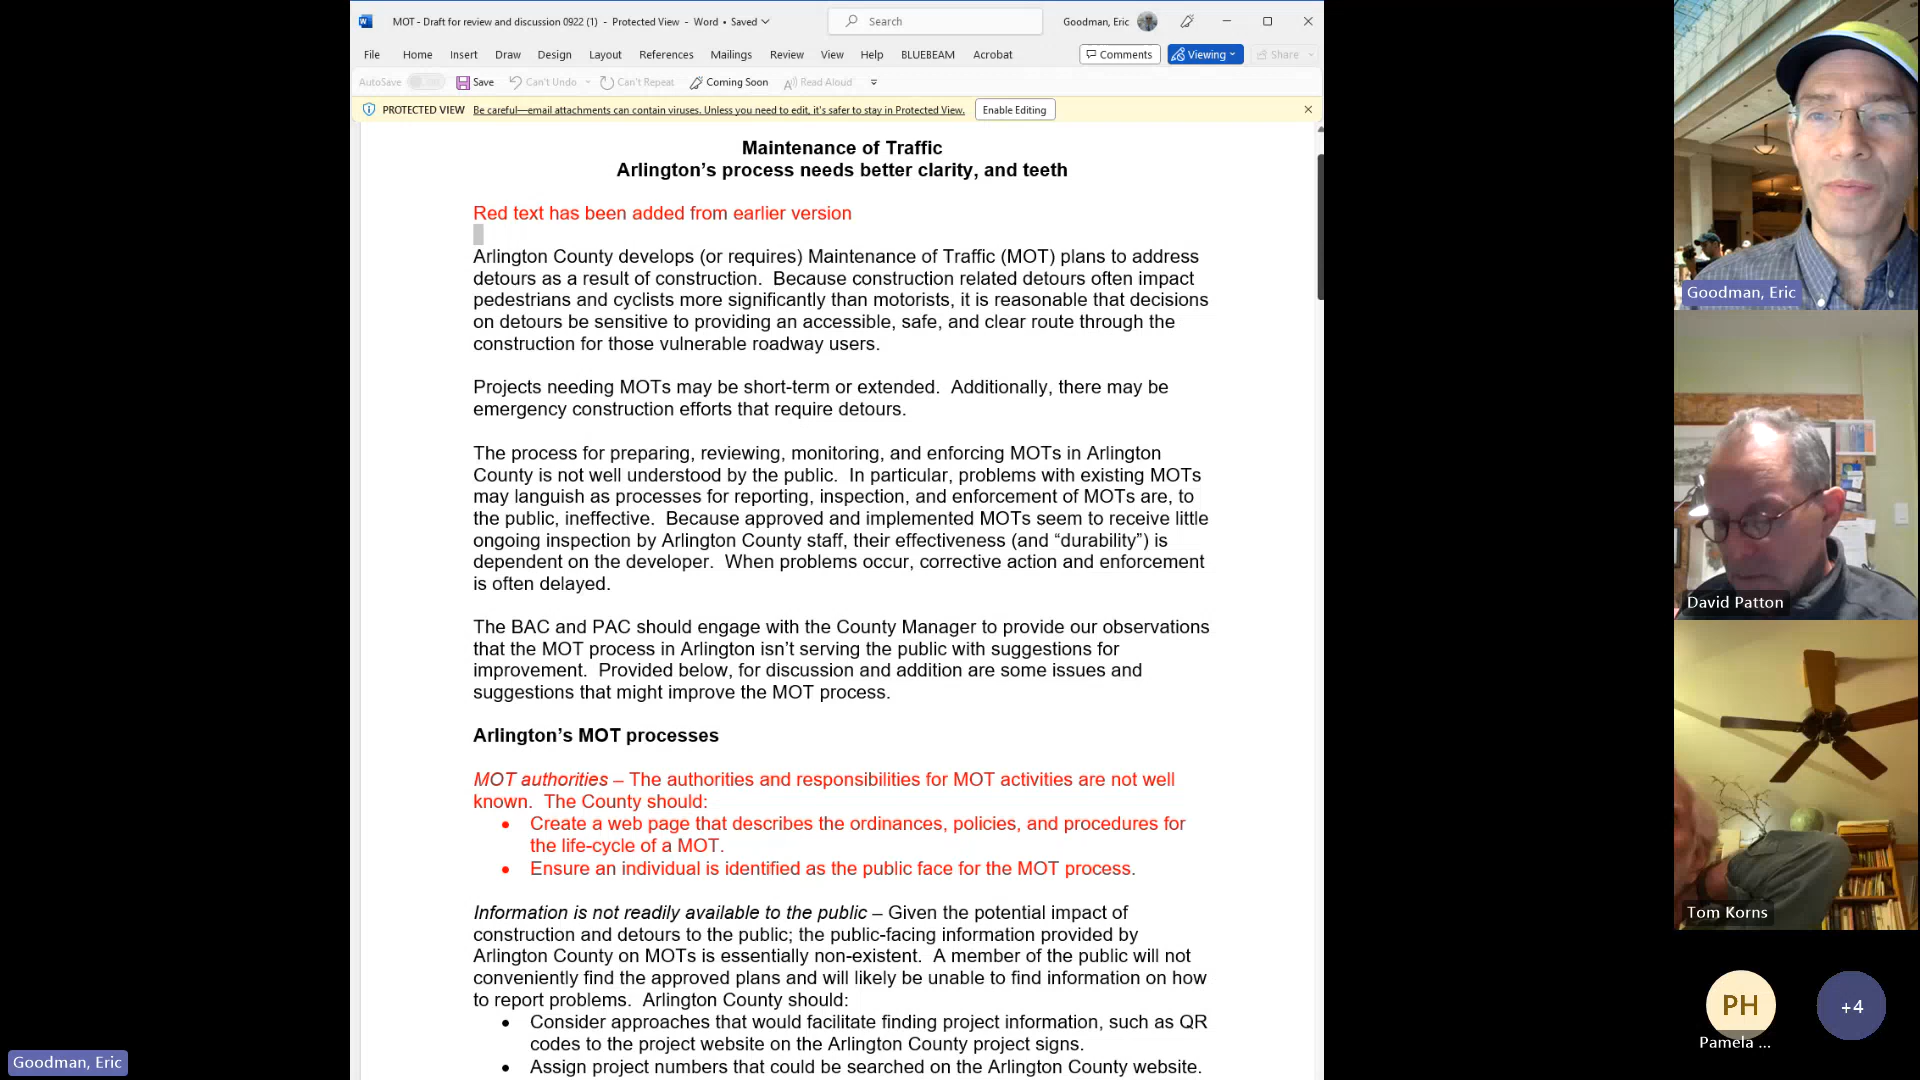 MOT - Draft for review and discussion 0922 (1) - Protected View - Word • Saved
Search
Goodman, Eric
File Home Insert Draw Design Layout References Mailings Review View Help BLUEBEAM Acrobat
Comments Viewing Share
AutoSave Save Can't Undo Can't Repeat Coming Soon Read Aloud
PROTECTED VIEW Be careful—email attachments can contain viruses. Unless you need to edit, it's safer to stay in Protected View. Enable Editing
Maintenance of Traffic
Arlington's process needs better clarity, and teeth
Red text has been added from earlier version
Arlington County develops (or requires) Maintenance of Traffic (MOT) plans to address
detours as a result of construction. Because construction related detours often impact
pedestrians and cyclists more significantly than motorists, it is reasonable that decisions
on detours be sensitive to providing an accessible, safe, and clear route through the
construction for those vulnerable roadway users.
Projects needing MOTs may be short-term or extended. Additionally, there may be
emergency construction efforts that require detours.
The process for preparing, reviewing, monitoring, and enforcing MOTs in Arlington
County is not well understood by the public. In particular, problems with existing MOTs
may languish as processes for reporting, inspection, and enforcement of MOTs are, to
the public, ineffective. Because approved and implemented MOTs seem to receive little
ongoing inspection by Arlington County staff, their effectiveness (and “durability”) is
dependent on the developer. When problems occur, corrective action and enforcement
is often delayed.
The BAC and PAC should engage with the County Manager to provide our observations
that the MOT process in Arlington isn't serving the public with suggestions for
improvement. Provided below, for discussion and addition are some issues and
suggestions that might improve the MOT process.
Arlington's MOT processes
MOT authorities – The authorities and responsibilities for MOT activities are not well
known. The County should:
• Create a web page that describes the ordinances, policies, and procedures for
the life-cycle of a MOT.
• Ensure an individual is identified as the public face for the MOT process.
Information is not readily available to the public – Given the potential impact of
construction and detours to the public; the public-facing information provided by
Arlington County on MOTs is essentially non-existent. A member of the public will not
conveniently find the approved plans and will likely be unable to find information on how
to report problems. Arlington County should:
• Consider approaches that would facilitate finding project information, such as QR
codes to the project website on the Arlington County project signs.
• Assign project numbers that could be searched on the Arlington County website.
Goodman, Eric
Goodman, Eric
David Patton
Tom Korns
PH
Pamela ...
+4